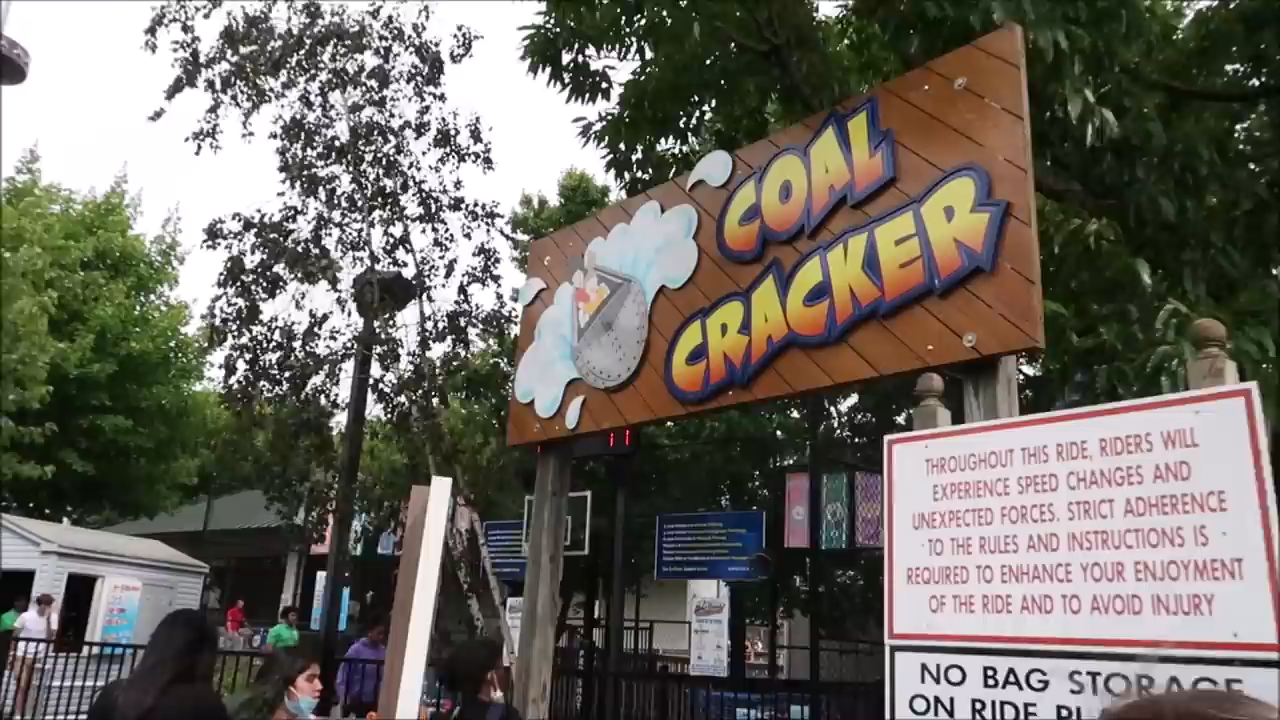 COAL
CRACKER
11
THROUGHOUT THIS RIDE, RIDERS WILL
EXPERIENCE SPEED CHANGES AND
UNEXPECTED FORCES. STRICT ADHERENCE
TO THE RULES AND INSTRUCTIONS IS
REQUIRED TO ENHANCE YOUR ENJOYMENT
OF THE RIDE AND TO AVOID INJURY
NO BAG STORAGE
ON RIDE